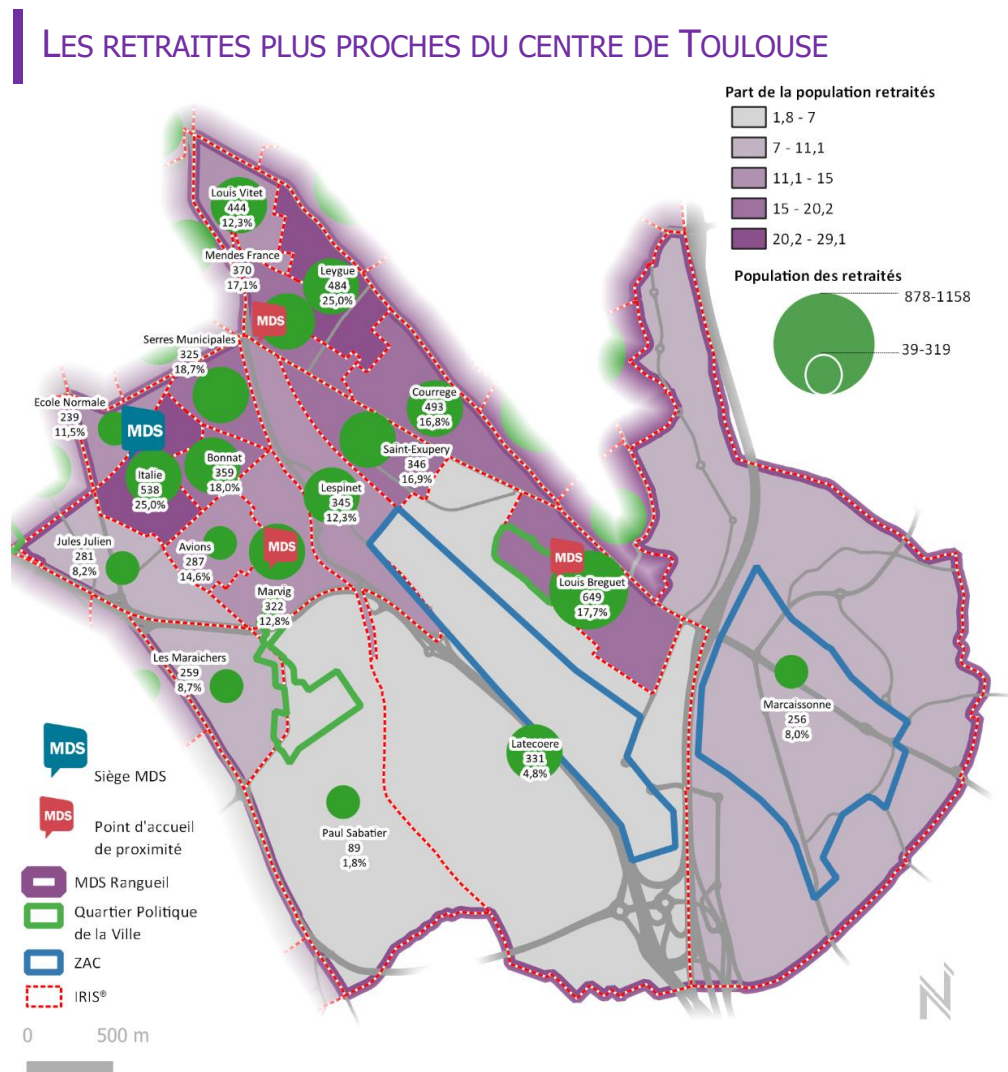 LES RETRAITES PLUS PROCHES DU CENTRE DE TOULOUSE
Part de la population retraités
1,8 - 7
7 - 11,1
11,1 - 15
15 - 20,2
20,2 - 29,1
Population des retraités
878-1158
39-319
Louis Vitet
444
12,3%
Mendes France
370
17,1%
Leygue
484
25,0%
MDS
Serres Municipales
325
18,7%
Ecole Normale
239
11,5%
MDS
Courrege
493
16,8%
Saint-Exupery
346
16,9%
Bonnat
359
18,0%
Italie
538
25,0%
Lespinet
345
12,3%
Jules Julien
281
8,2%
Avions
287
14,6%
MDS
Marvig
322
12,8%
MDS
Louis Breguet
649
17,7%
Les Maraichers
259
8,7%
Marcaissonne
256
8,0%
Latecoere
331
4,8%
Paul Sabatier
89
1,8%
MDS
Siège MDS
MDS
Point d'accueil
de proximité
MDS Rangueil
Quartier Politique
de la Ville
ZAC
IRIS®
0 500 m
N